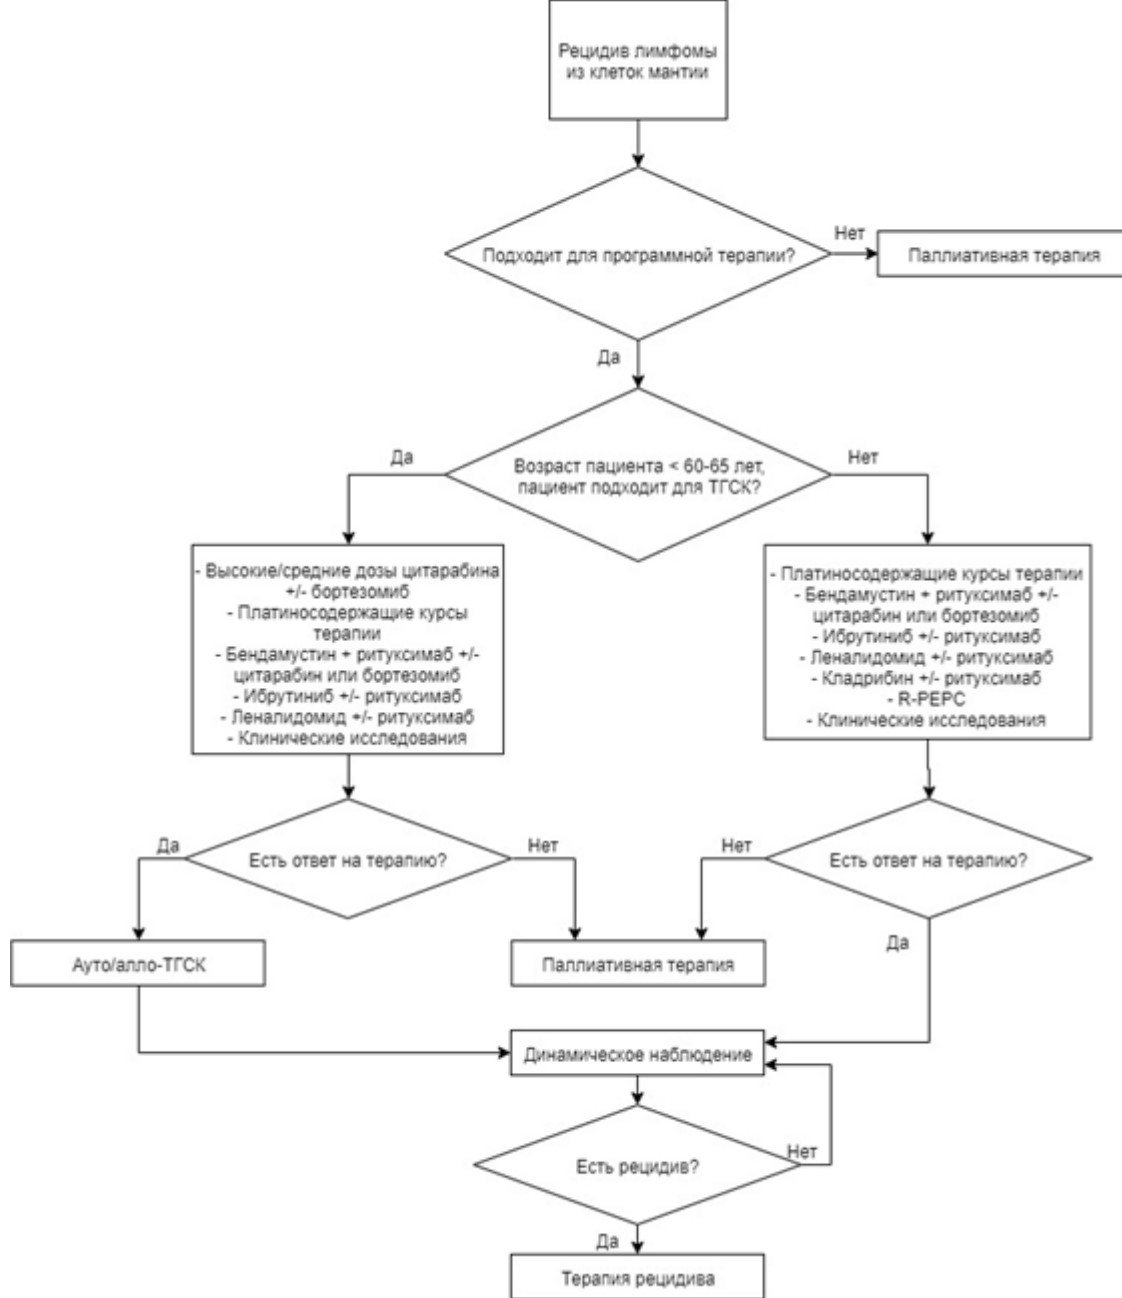 Рецидив лимфомы
из клеток мантии
Подходит для программной терапии?
Нет
Паллиативная терапия
Да
Возраст пациента < 60-65 лет,
пациент подходит для ТГСК?
Да
Нет
- Высокие/средние дозы цитарабина
+/- бортезомиб
- Платиносодержащие курсы
терапии
- Бендамустин + ритуксимаб +/-
цитарабин или бортезомиб
- Ибрутиниб +/- ритуксимаб
- Леналидомид +/- ритуксимаб
- Клинические исследования
- Платиносодержащие курсы терапии
- Бендамустин + ритуксимаб +/-
цитарабин или бортезомиб
- Ибрутиниб +/- ритуксимаб
- Леналидомид +/- ритуксимаб
- Кладрибин +/- ритуксимаб
- R-PEPC
- Клинические исследования
Да
Есть ответ на терапию?
Нет
Нет
Есть ответ на терапию?
Да
Ауто/алло-ТГСК
Паллиативная терапия
Динамическое наблюдение
Есть рецидив?
Нет
Да
Терапия рецидива